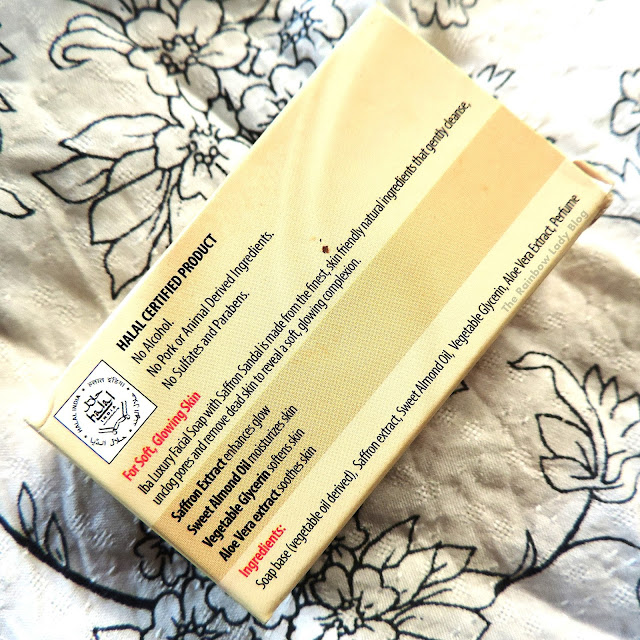 HALAL CERTIFIED PRODUCT
No Alcohol.
No Pork or Animal Derived Ingredients.
No Sulfates and Parabens.
HALAL INDIA
हलाल इंडिया
For Soft, Glowing Skin
Iba Luxury Facial Soap with Saffron Sandal is made from the finest, skin friendly natural ingredients that gently cleanse,
unclog pores and remove dead skin to reveal a soft, glowing complexion.
Saffron Extract enhances glow
Sweet Almond Oil moisturizes skin
Vegetable Glycerin softens skin
Aloe Vera extract soothes skin
Ingredients:
Soap base (vegetable oil derived), Saffron extract, Sweet Almond Oil, Vegetable Glycerin, Aloe Vera Extract, Perfume
The Rainbow Lady Blog